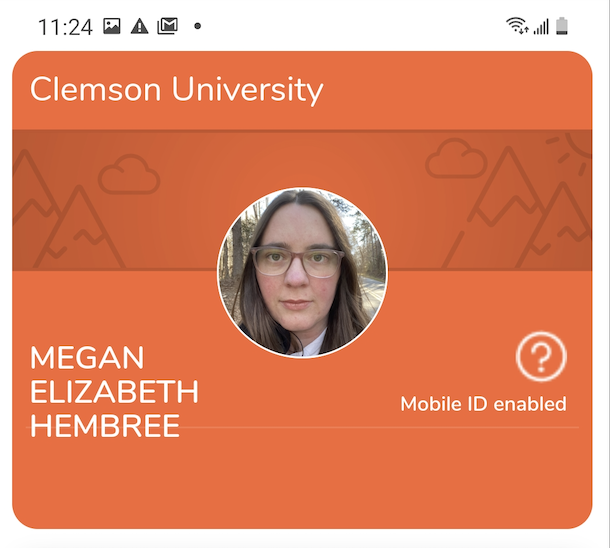 11:24
Clemson University
MEGAN
ELIZABETH
HEMBREE
Mobile ID enabled